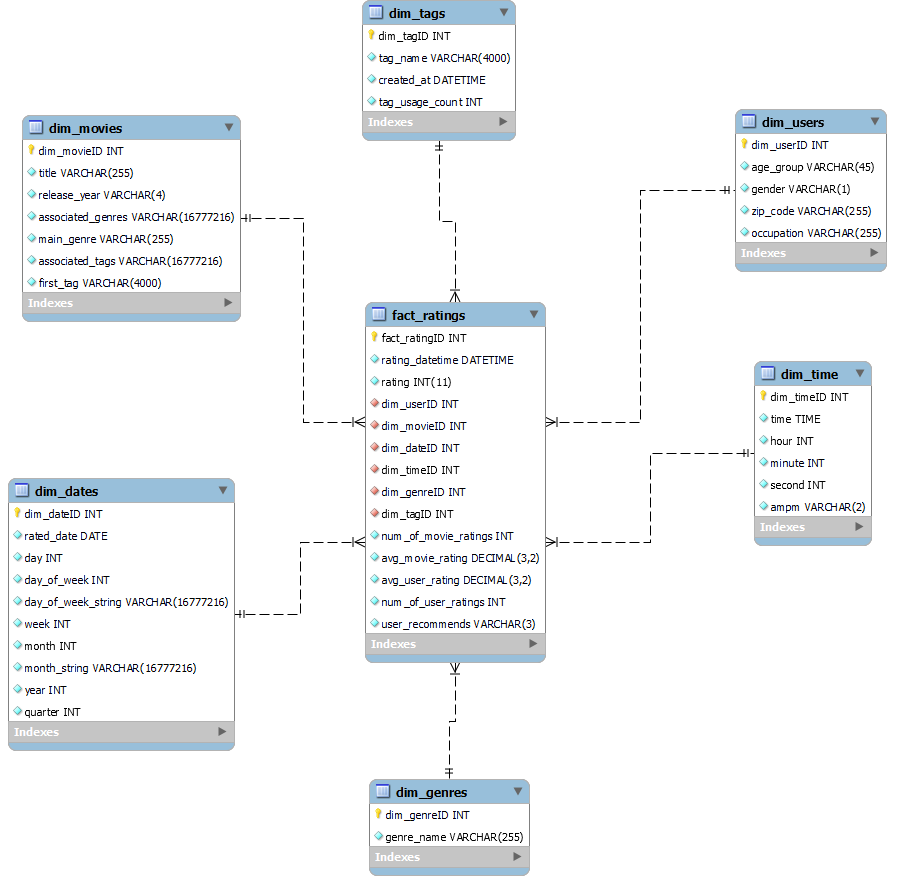 dim_tags
dim_tagID INT
tag_name VARCHAR(4000)
created_at DATETIME
tag_usage_count INT
Indexes
dim_movies
dim_movieID INT
title VARCHAR(255)
release_year VARCHAR(4)
associated_genres VARCHAR(16777216)
main_genre VARCHAR(255)
associated_tags VARCHAR(16777216)
first_tag VARCHAR(4000)
Indexes
dim_users
dim_userID INT
age_group VARCHAR(45)
gender VARCHAR(1)
zip_code VARCHAR(255)
occupation VARCHAR(255)
Indexes
fact_ratings
fact_ratingID INT
rating_datetime DATETIME
rating INT(11)
dim_userID INT
dim_movieID INT
dim_dateID INT
dim_timeID INT
dim_genreID INT
dim_tagID INT
num_of_movie_ratings INT
avg_movie_rating DECIMAL(3,2)
avg_user_rating DECIMAL(3,2)
num_of_user_ratings INT
user_recommends VARCHAR(3)
Indexes
dim_time
dim_timeID INT
time TIME
hour INT
minute INT
second INT
ampm VARCHAR(2)
Indexes
dim_dates
dim_dateID INT
rated_date DATE
day INT
day_of_week INT
day_of_week_string VARCHAR(16777216)
week INT
month INT
month_string VARCHAR(16777216)
year INT
quarter INT
Indexes
dim_genres
dim_genreID INT
genre_name VARCHAR(255)
Indexes